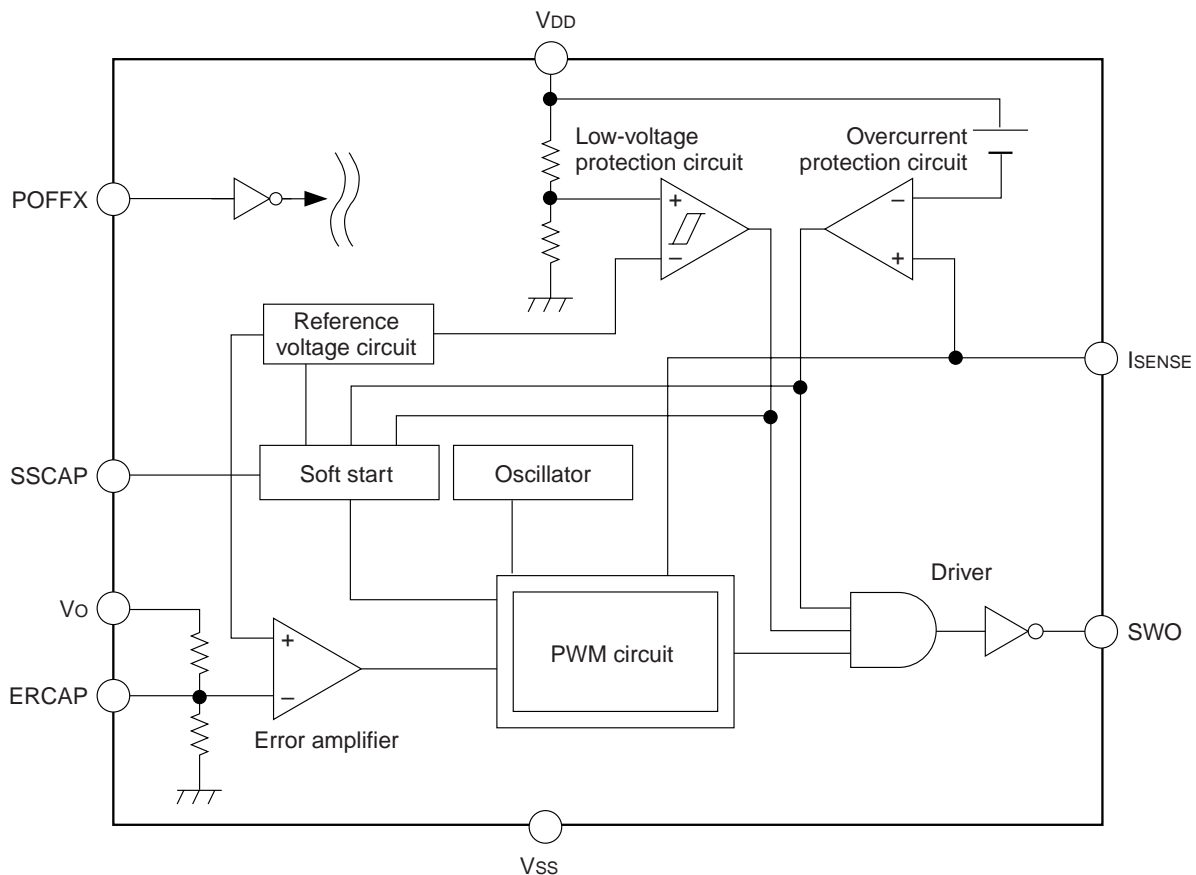 VDD
Low-voltage
protection circuit
Overcurrent
protection circuit
POFFX
+
−
−
+
Reference
voltage circuit
ISENSE
SSCAP
Soft start
Oscillator
Driver
VO
+
PWM circuit
SWO
ERCAP
−
Error amplifier
VSS